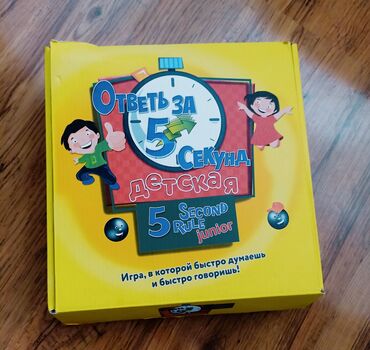 Ответь за
5
секунд
детская
5 Second
Rule
junior
Игра, в которой быстро думаешь
и быстро говоришь!